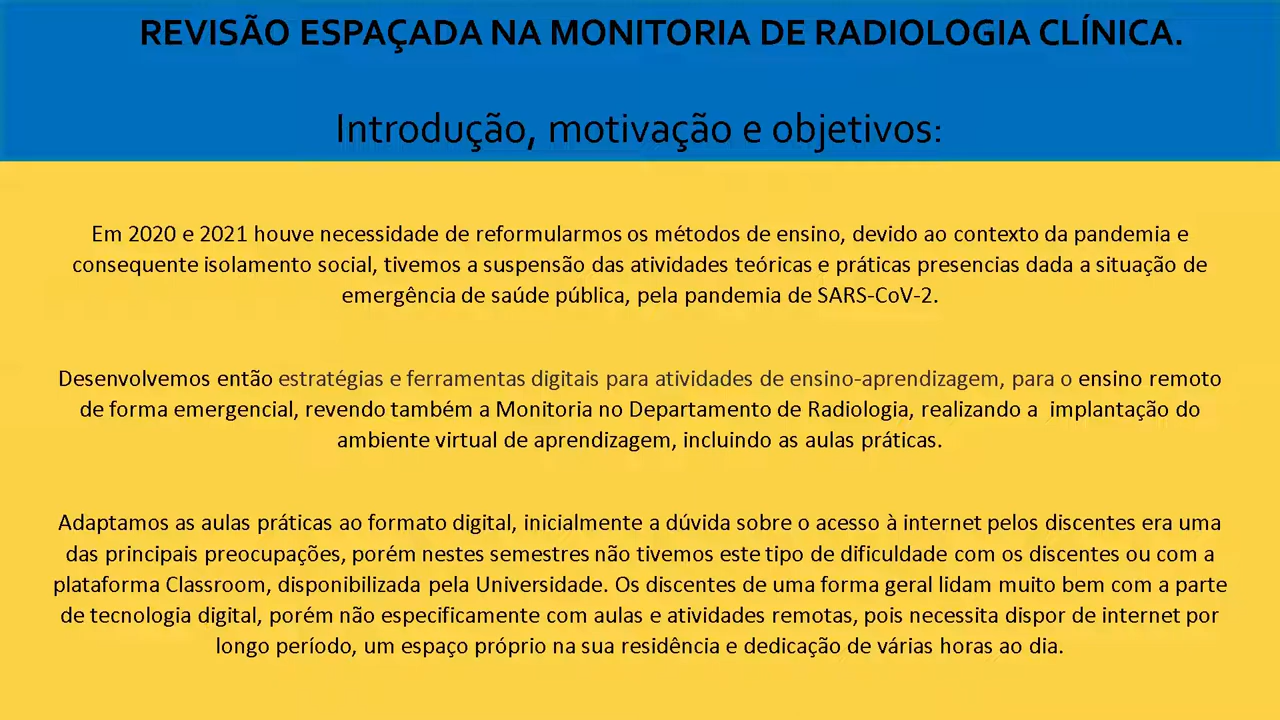 REVISÃO ESPAÇADA NA MONITORIA DE RADIOLOGIA CLÍNICA.
Introdução, motivação e objetivos:
Em 2020 e 2021 houve necessidade de reformularmos os métodos de ensino, devido ao contexto da pandemia e
consequente isolamento social, tivemos a suspensão das atividades teóricas e práticas presencias dada a situação de
emergência de saúde pública, pela pandemia de SARS-CoV-2.
Desenvolvemos então estratégias e ferramentas digitais para atividades de ensino-aprendizagem, para o ensino remoto
de forma emergencial, revendo também a Monitoria no Departamento de Radiologia, realizando a  implantação do
ambiente virtual de aprendizagem, incluindo as aulas práticas.
Adaptamos as aulas práticas ao formato digital, inicialmente a dúvida sobre o acesso à internet pelos discentes era uma
das principais preocupações, porém nestes semestres não tivemos este tipo de dificuldade com os discentes ou com a
plataforma Classroom, disponibilizada pela Universidade. Os discentes de uma forma geral lidam muito bem com a parte
de tecnologia digital, porém não especificamente com aulas e atividades remotas, pois necessita dispor de internet por
longo período, um espaço próprio na sua residência e dedicação de várias horas ao dia.